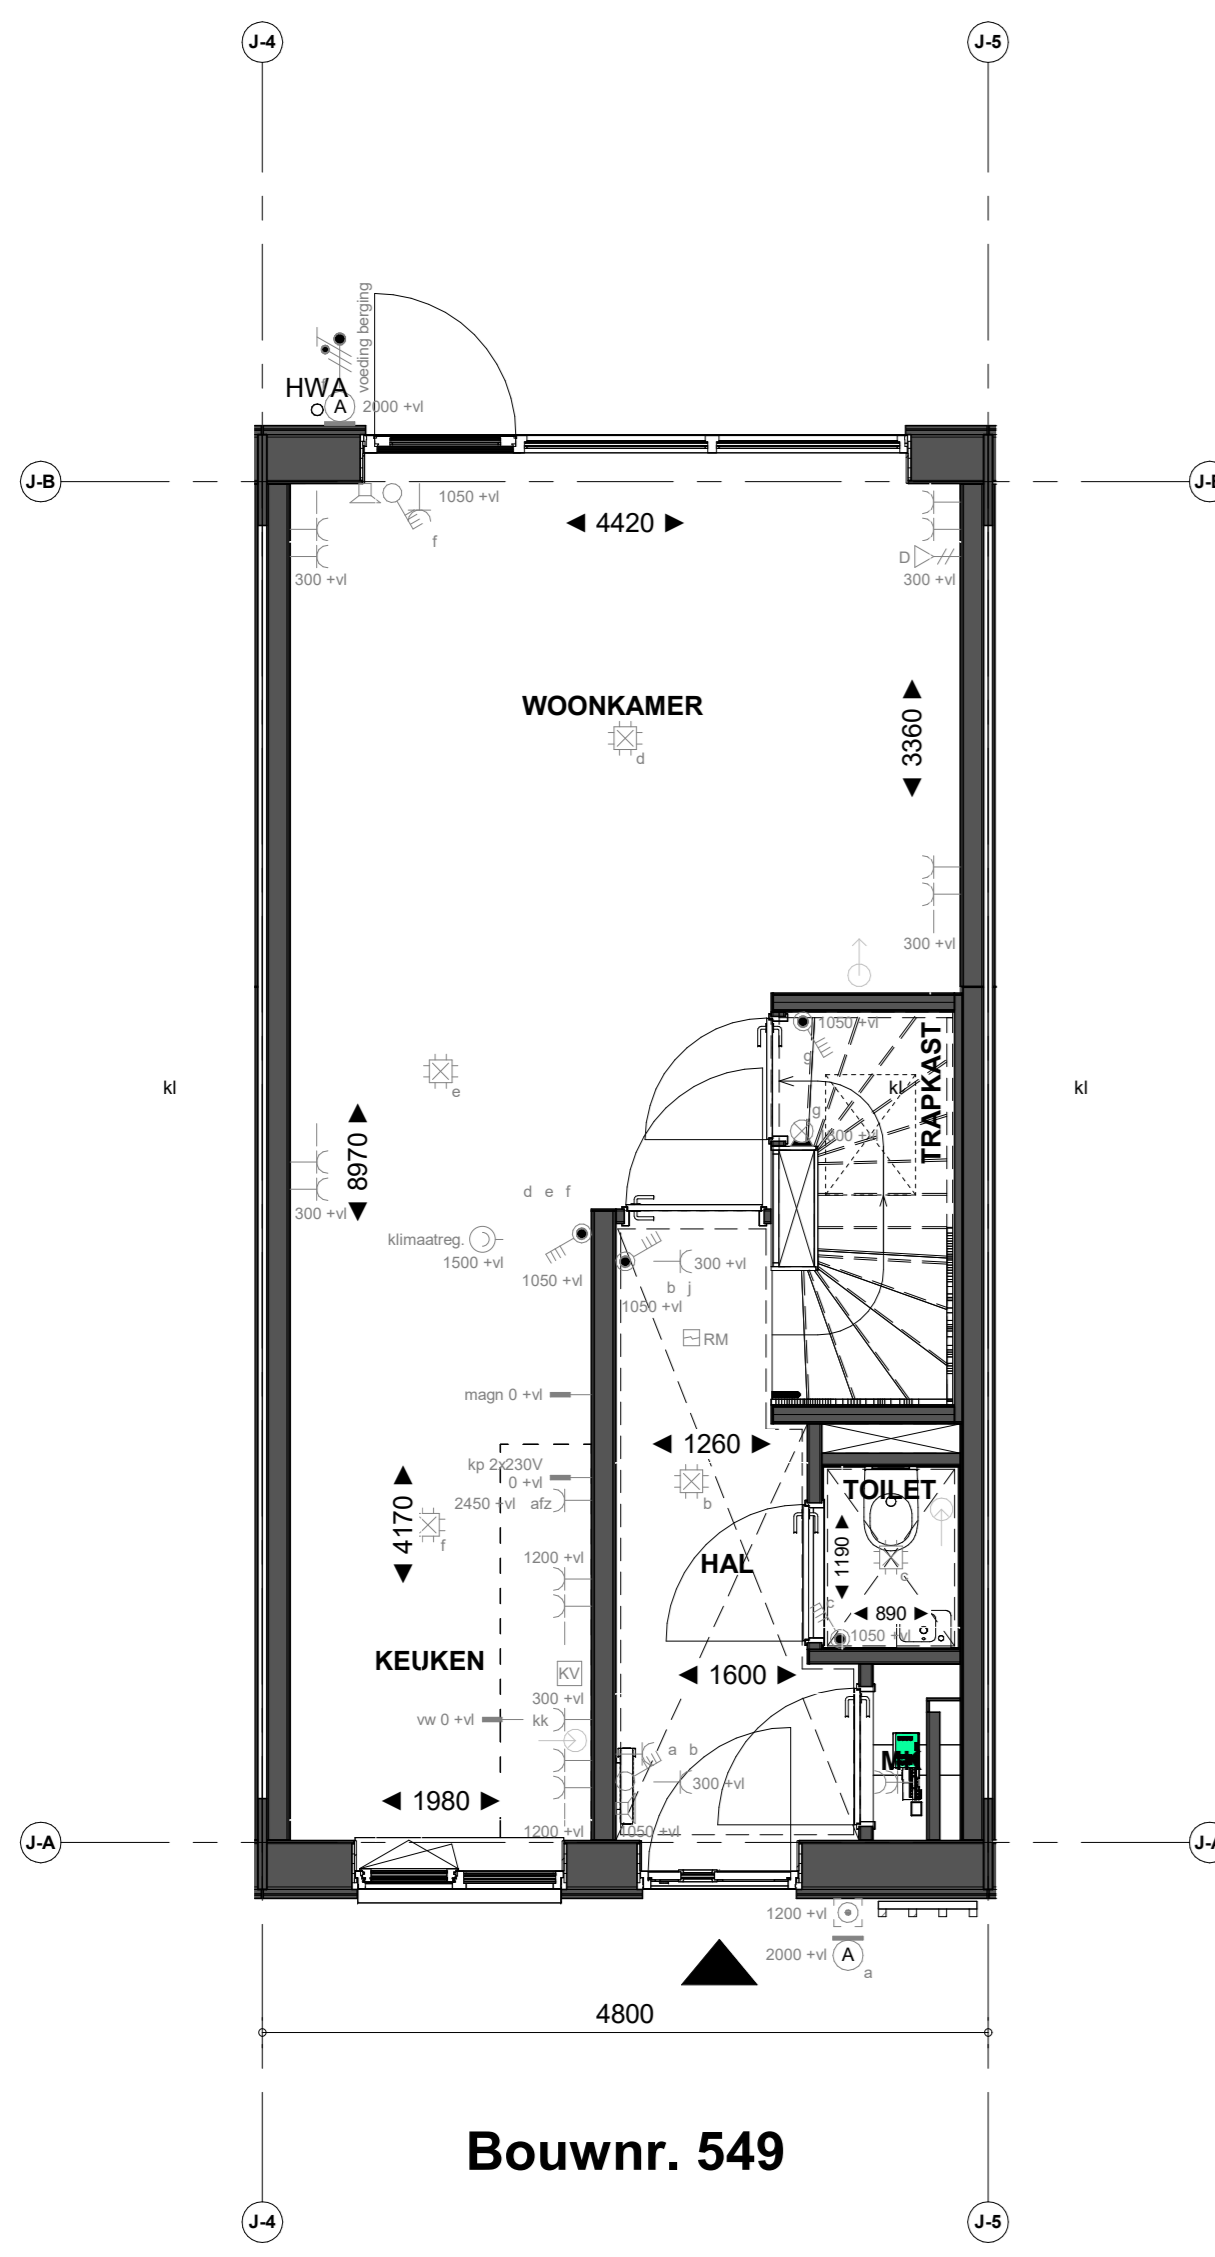 J-4
J-5
voeding berging
HWA
A
2000 +vl
J-B
1050 +vl
f
4420
300 +vl
D
300 +vl
WOONKAMER
d
3360
300 +vl
1050 +vl
g
TRAPKAST
kl
kl
kl
e
g
8970
300 +vl
d e f
klimaatreg.
1500 +vl
1050 +vl
300 +vl
b j
1050 +vl
RM
magn 0 +vl
1260
kp 2x230V
0 +vl
2450 +vl afz
b
TOILET
4170
f
1190
c
1200 +vl
HAL
c
890
1050 +vl
KEUKEN
KV
1600
300 +vl
vw 0 +vl
kk
a b
300 +vl
1980
1200 +vl
1050 +vl
J-A
1200 +vl
2000 +vl
A
a
4800
Bouwnr. 549
J-4
J-5